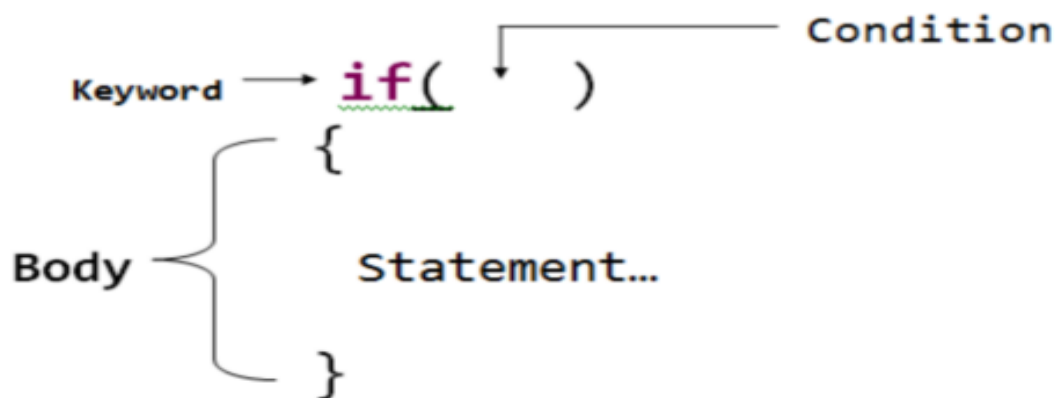 Condition
Keyword if( )
{
Body Statement…
}